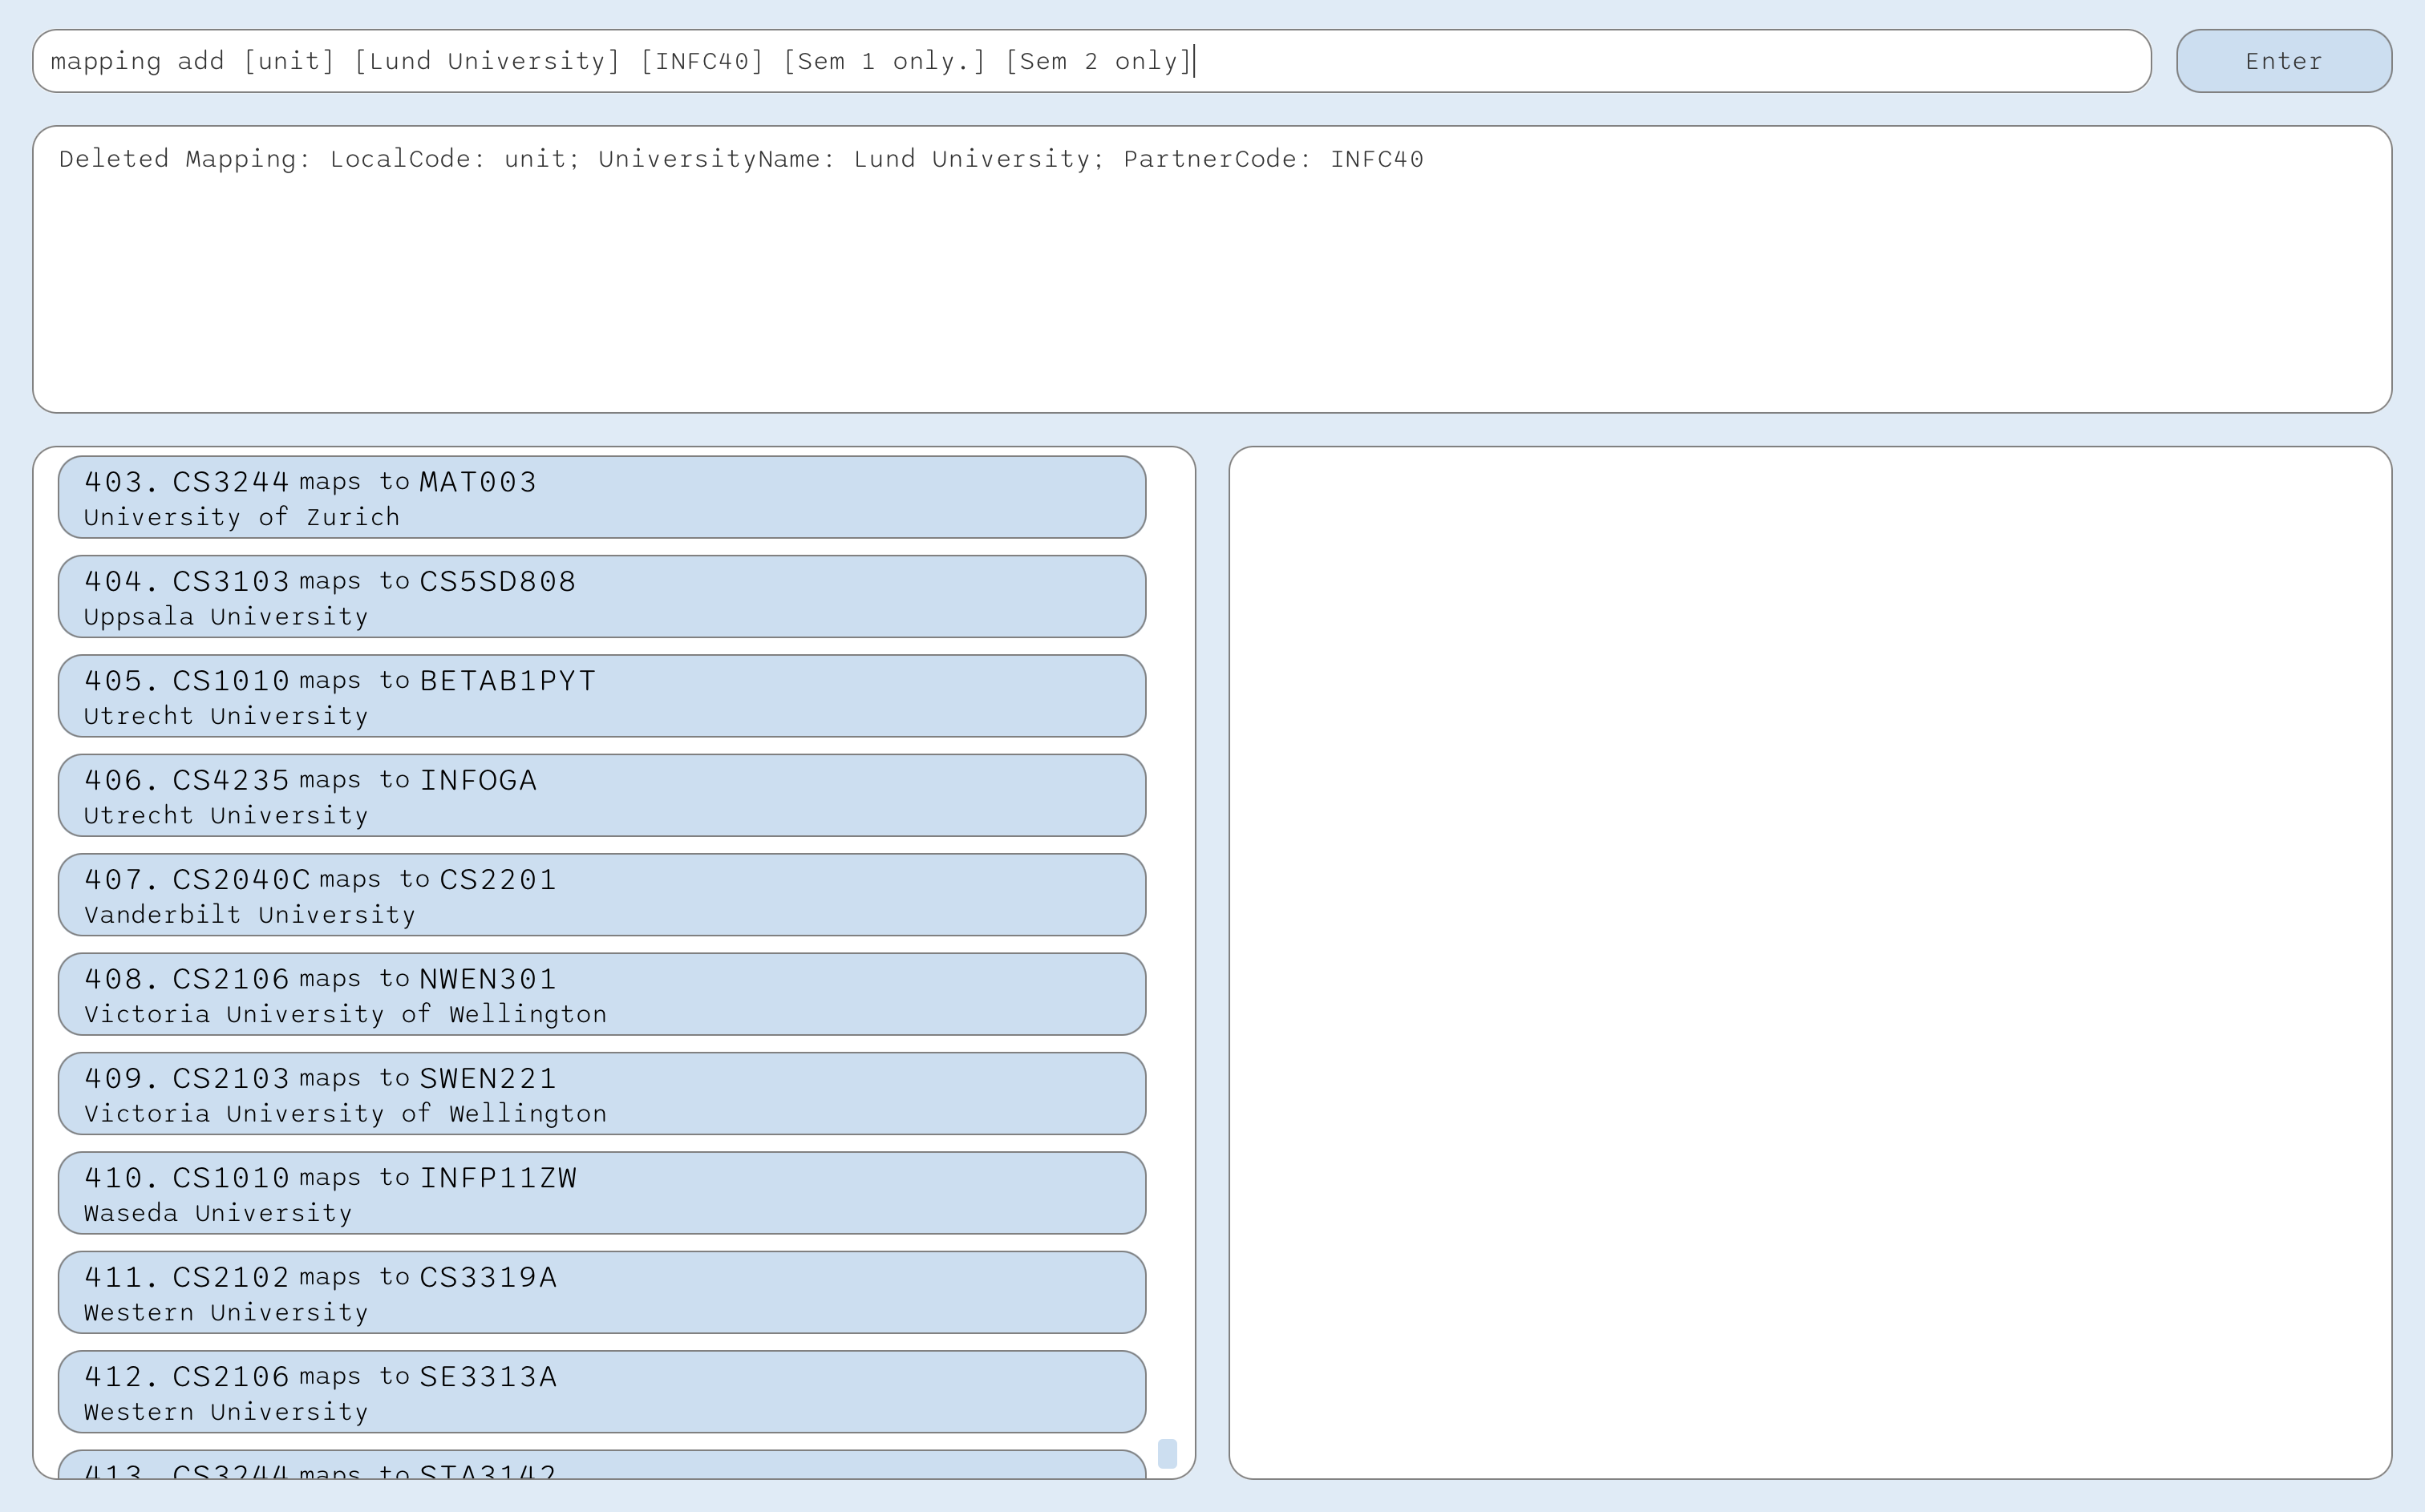 mapping add [unit] [Lund University] [INFC40] [Sem 1 only.] [Sem 2 only]
Enter
Deleted Mapping: LocalCode: unit; UniversityName: Lund University; PartnerCode: INFC40
403. CS3244 maps to MAT003
University of Zurich
404. CS3103 maps to CS5SD808
Uppsala University
405. CS1010 maps to BETAB1PYT
Utrecht University
406. CS4235 maps to INFOGA
Utrecht University
407. CS2040C maps to CS2201
Vanderbilt University
408. CS2106 maps to NWEN301
Victoria University of Wellington
409. CS2103 maps to SWEN221
Victoria University of Wellington
410. CS1010 maps to INFP11ZW
Waseda University
411. CS2102 maps to CS3319A
Western University
412. CS2106 maps to SE3313A
Western University
413. CS3244 maps to STA3142